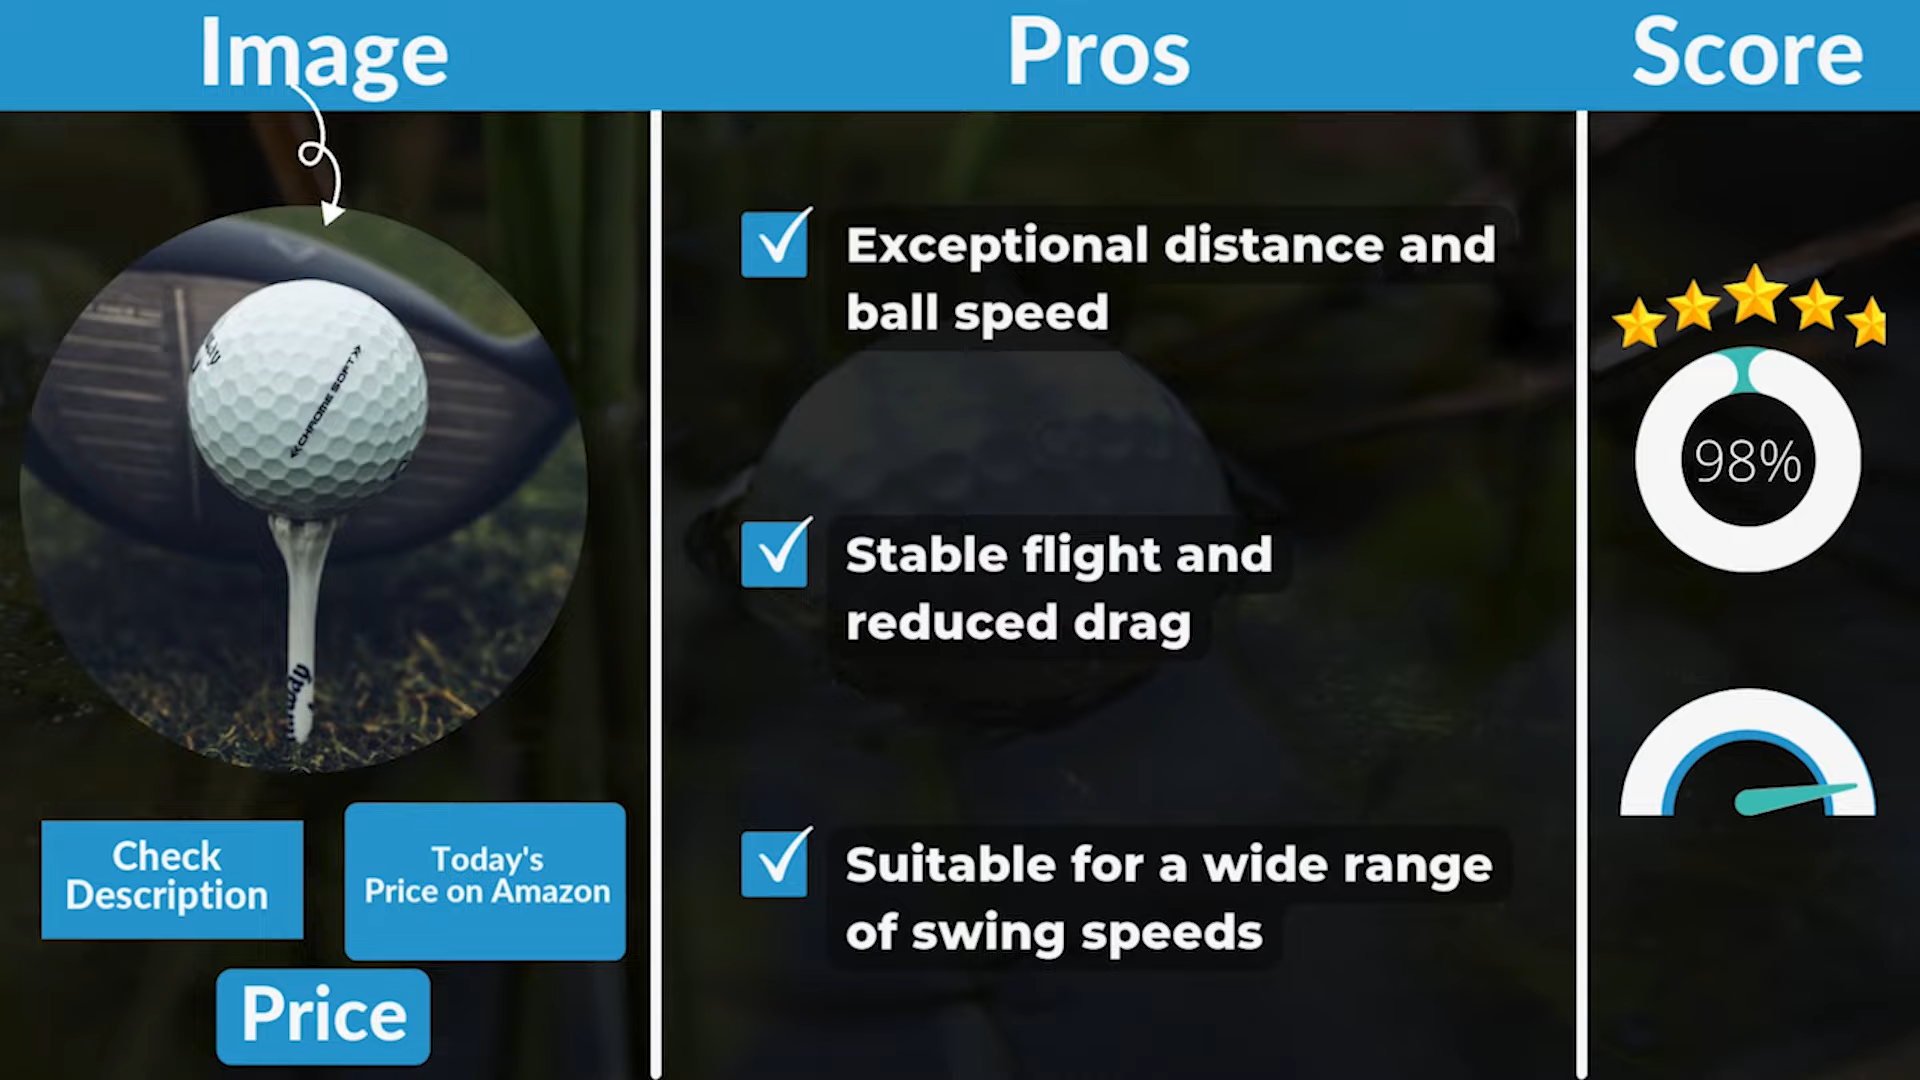 Image
Pros
Score
CHROME SOFT
Exceptional distance and
ball speed
98%
Stable flight and
reduced drag
Check
Description
Today's
Price on Amazon
Suitable for a wide range
of swing speeds
Price